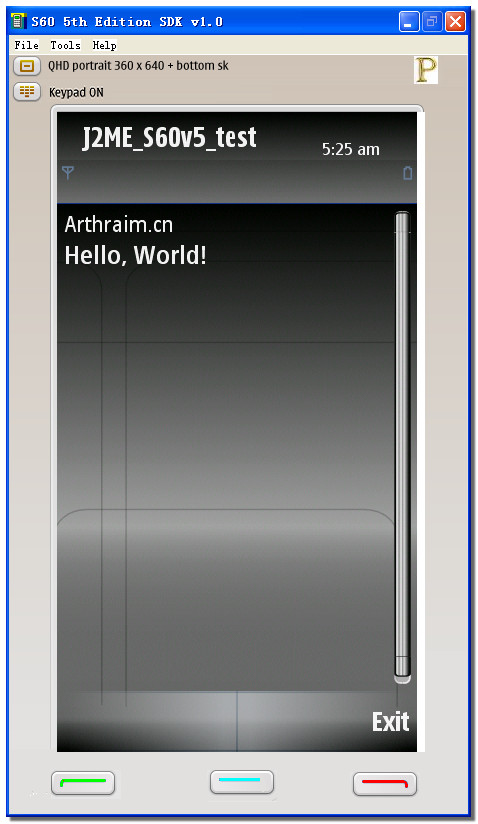 S60 5th Edition SDK v1.0
File Tools Help
QHD portrait 360 x 640 + bottom sk
P
Keypad ON
J2ME_S60v5_test
5:25 am
Arthraim.cn
Hello, World!
Exit